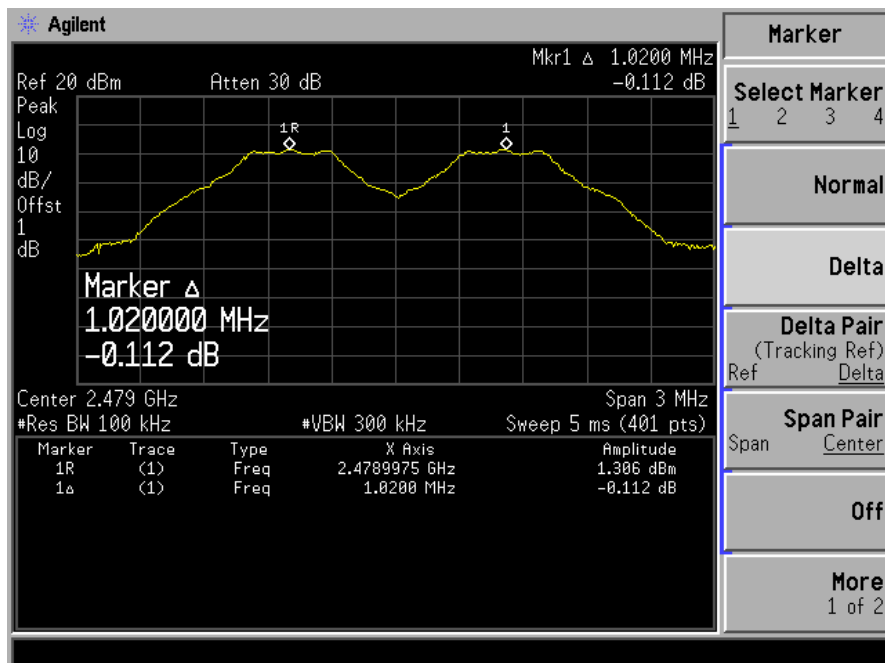 Agilent
Mkr1 Δ 1.0200 MHz
Ref 20 dBm Atten 30 dB -0.112 dB
Peak
Log
10
dB/
Offst
1
dB
1R 1
Marker Δ
1.020000 MHz
-0.112 dB
Center 2.479 GHz Span 3 MHz
#Res BW 100 kHz #VBW 300 kHz Sweep 5 ms (401 pts)
Marker Trace Type X Axis Amplitude
1R (1) Freq 2.4789975 GHz 1.306 dBm
1Δ (1) Freq 1.0200 MHz -0.112 dB
Marker
Select Marker
1 2 3 4
Normal
Delta
Delta Pair
(Tracking Ref)
Ref Delta
Span Pair
Span Center
Off
More
1 of 2